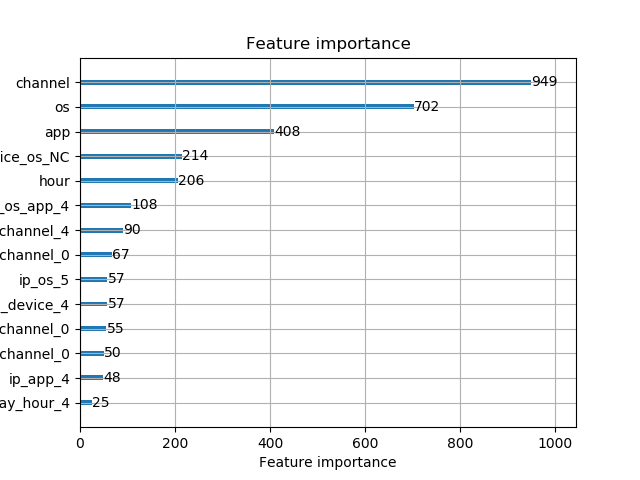 Feature importance
channel 949
os 702
app 408
ice_os_NC 214
hour 206
_os_app_4 108
channel_4 90
channel_0 67
ip_os_5 57
_device_4 57
channel_0 55
channel_0 50
ip_app_4 48
ay_hour_4 25
0 200 400 600 800 1000
Feature importance